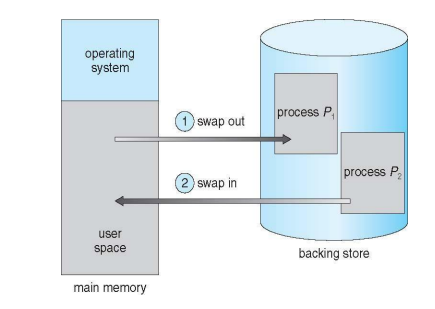 operating
system
1 swap out
process P1
2 swap in
process P2
user
space
backing store
main memory